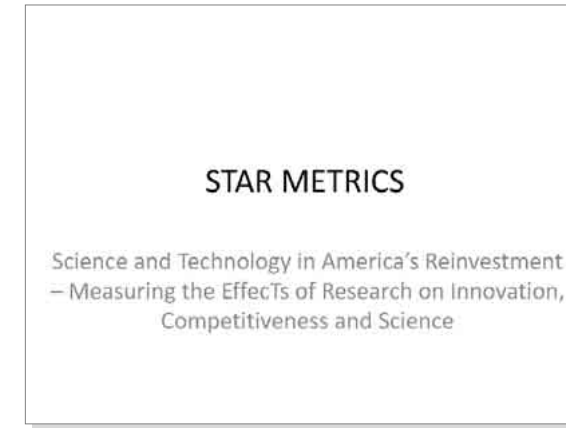 STAR METRICS
Science and Technology in America's Reinvestment
– Measuring the EffecTs of Research on Innovation,
Competitiveness and Science